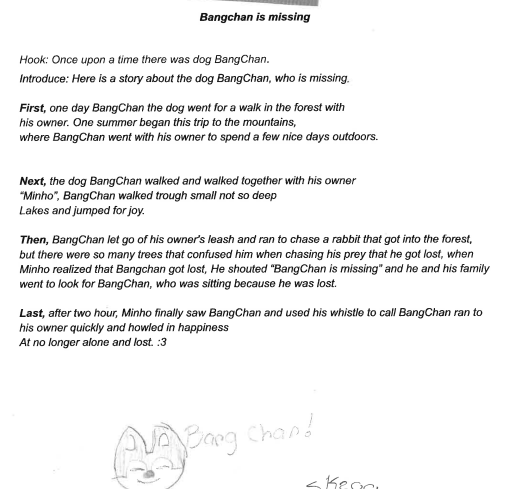 Bangchan is missing
Hook: Once upon a time there was dog BangChan.
Introduce: Here is a story about the dog BangChan, who is missing.
First, one day BangChan the dog went for a walk in the forest with
his owner. One summer began this trip to the mountains,
where BangChan went with his owner to spend a few nice days outdoors.
Next, the dog BangChan walked and walked together with his owner
"Minho", BangChan walked trough small not so deep
Lakes and jumped for joy.
Then, BangChan let go of his owner's leash and ran to chase a rabbit that got into the forest,
but there were so many trees that confused him when chasing his prey that he got lost, when
Minho realized that Bangchan got lost, He shouted "BangChan is missing" and he and his family
went to look for BangChan, who was sitting because he was lost.
Last, after two hour, Minho finally saw BangChan and used his whistle to call BangChan ran to
his owner quickly and howled in happiness
At no longer alone and lost. :3
Bang Chan!